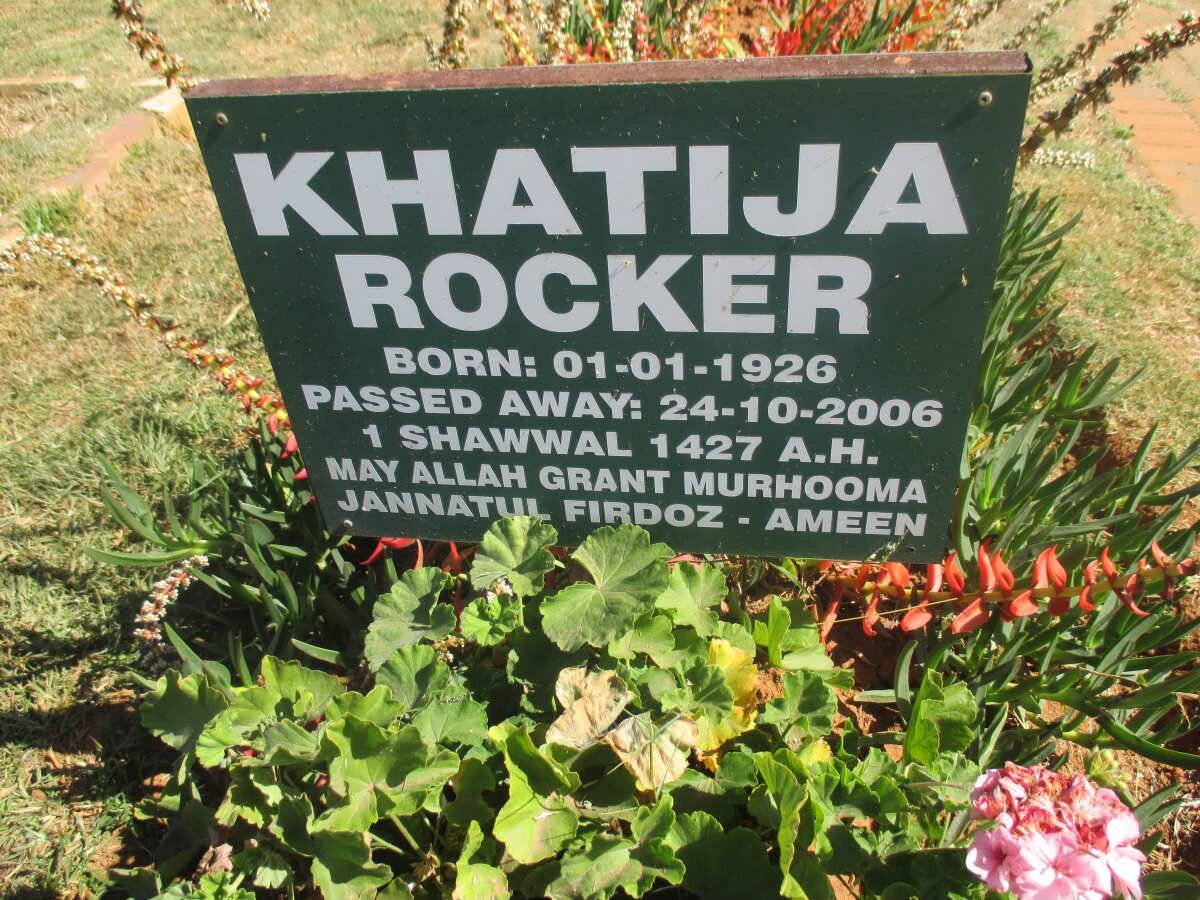 KHATIJA
ROCKER
BORN: 01-01-1926
PASSED AWAY: 24-10-2006
1 SHAWWAL 1427 A.H.
MAY ALLAH GRANT MURHOOMA
JANNATUL FIRDOZ - AMEEN